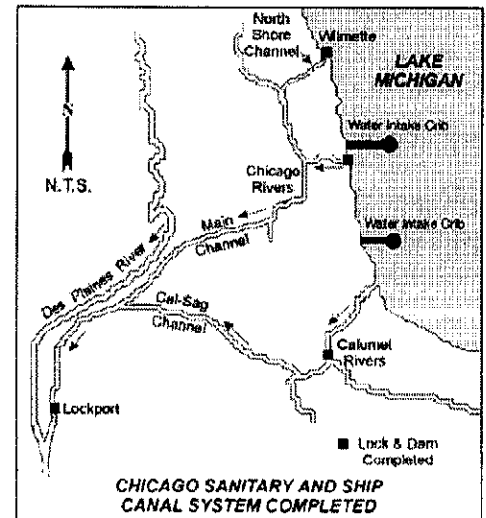 North
Shore
Channel
Wilmette
LAKE
MICHIGAN
Water Intake Crib
N
N.T.S.
Chicago
Rivers
Main
Channel
Water Intake Crib
Des Plaines River
Cal-Sag
Channel
Calumet
Rivers
Lockport
Lock & Dam
Completed
CHICAGO SANITARY AND SHIP
CANAL SYSTEM COMPLETED